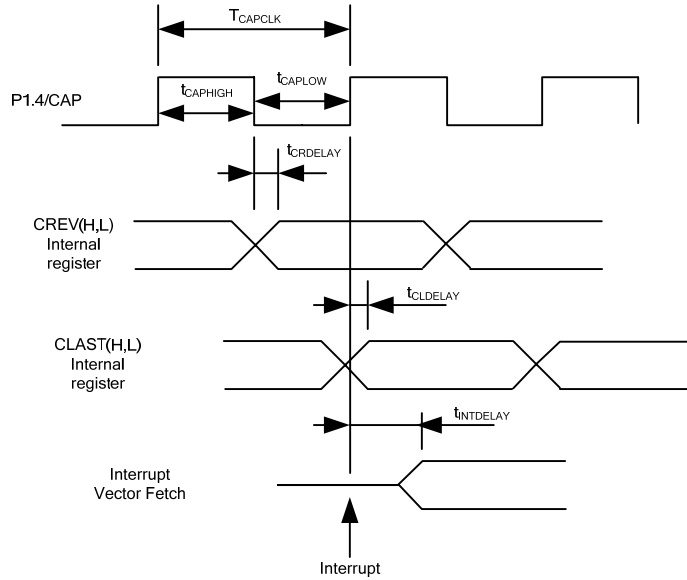 TCAPCLK
P1.4/CAP
tCAPHIGH
tCAPLOW
tCRDELAY
CREV(H,L)
Internal
register
tCLDELAY
CLAST(H,L)
Internal
register
tINTDELAY
Interrupt
Vector Fetch
Interrupt